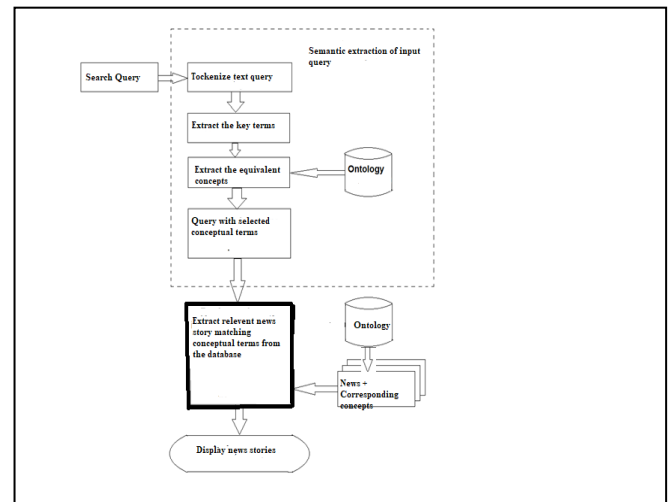 Semantic extraction of input
query
Search Query
Tockenize text query
Extract the key terms
Extract the equivalent
concepts
Ontology
Query with selected
conceptual terms
Extract relevent news
story matching
conceptual terms from
the database
Ontology
News +
Corresponding
concepts
Display news stories